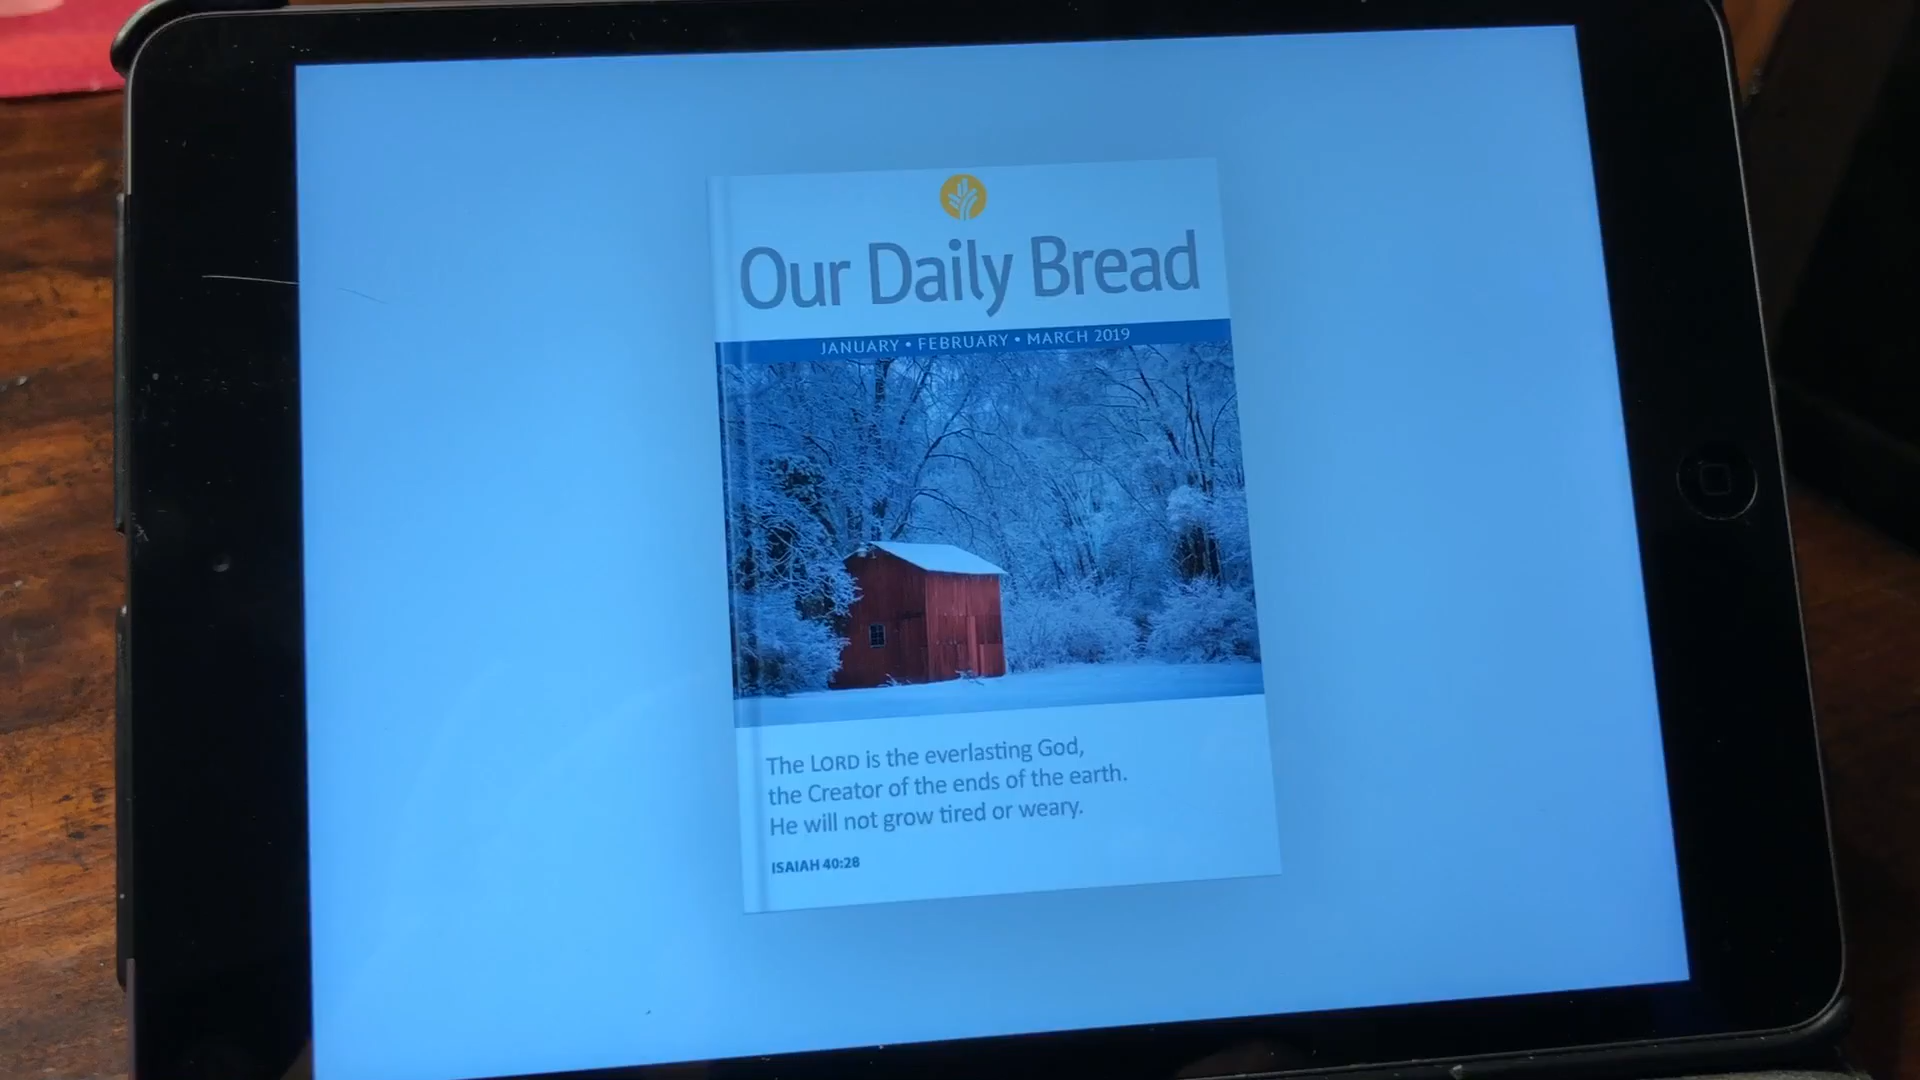 Our Daily Bread
JANUARY • FEBRUARY • MARCH 2019
The LORD is the everlasting God,
the Creator of the ends of the earth.
He will not grow tired or weary.
ISAIAH 40:28